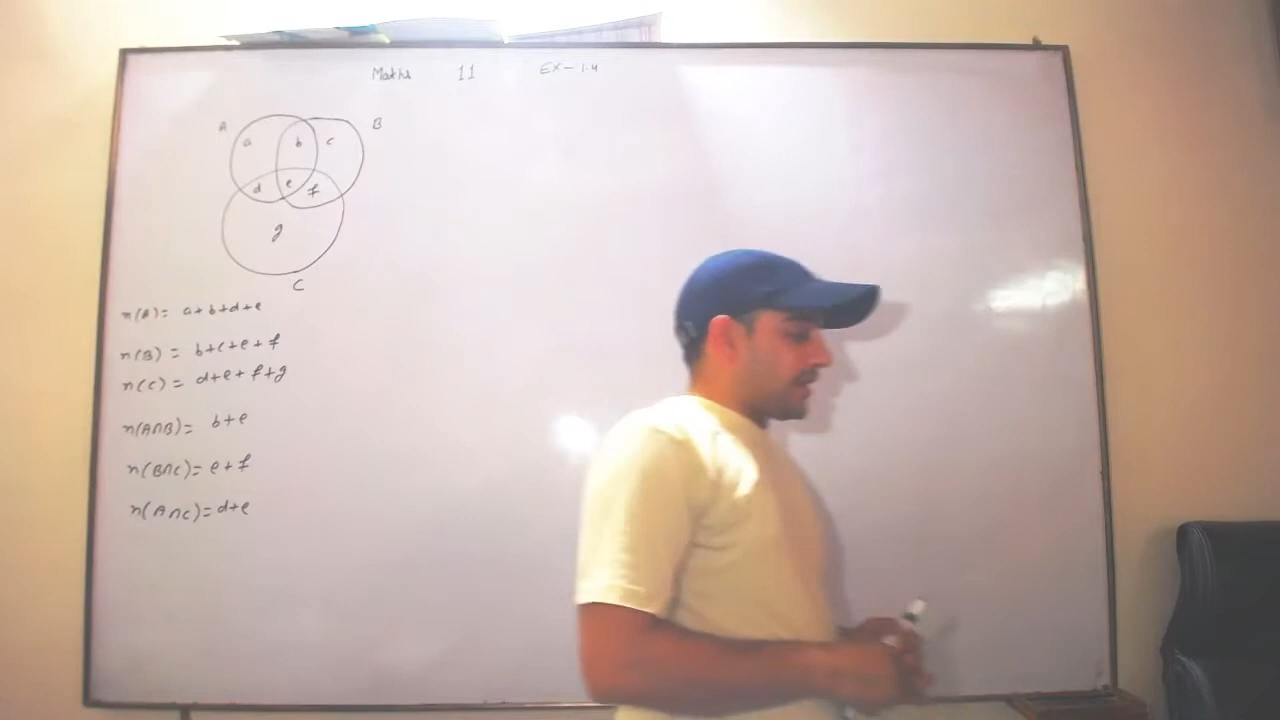 Maths 11 Ex-1.4
A B
a b c
d e f
g
C
n(A)= a+b+d+e
n(B) = b+c+e+f
n(C) = d+e+f+g
n(A∩B)= b+e
n(B∩C)= e+f
n(A∩C)= d+e